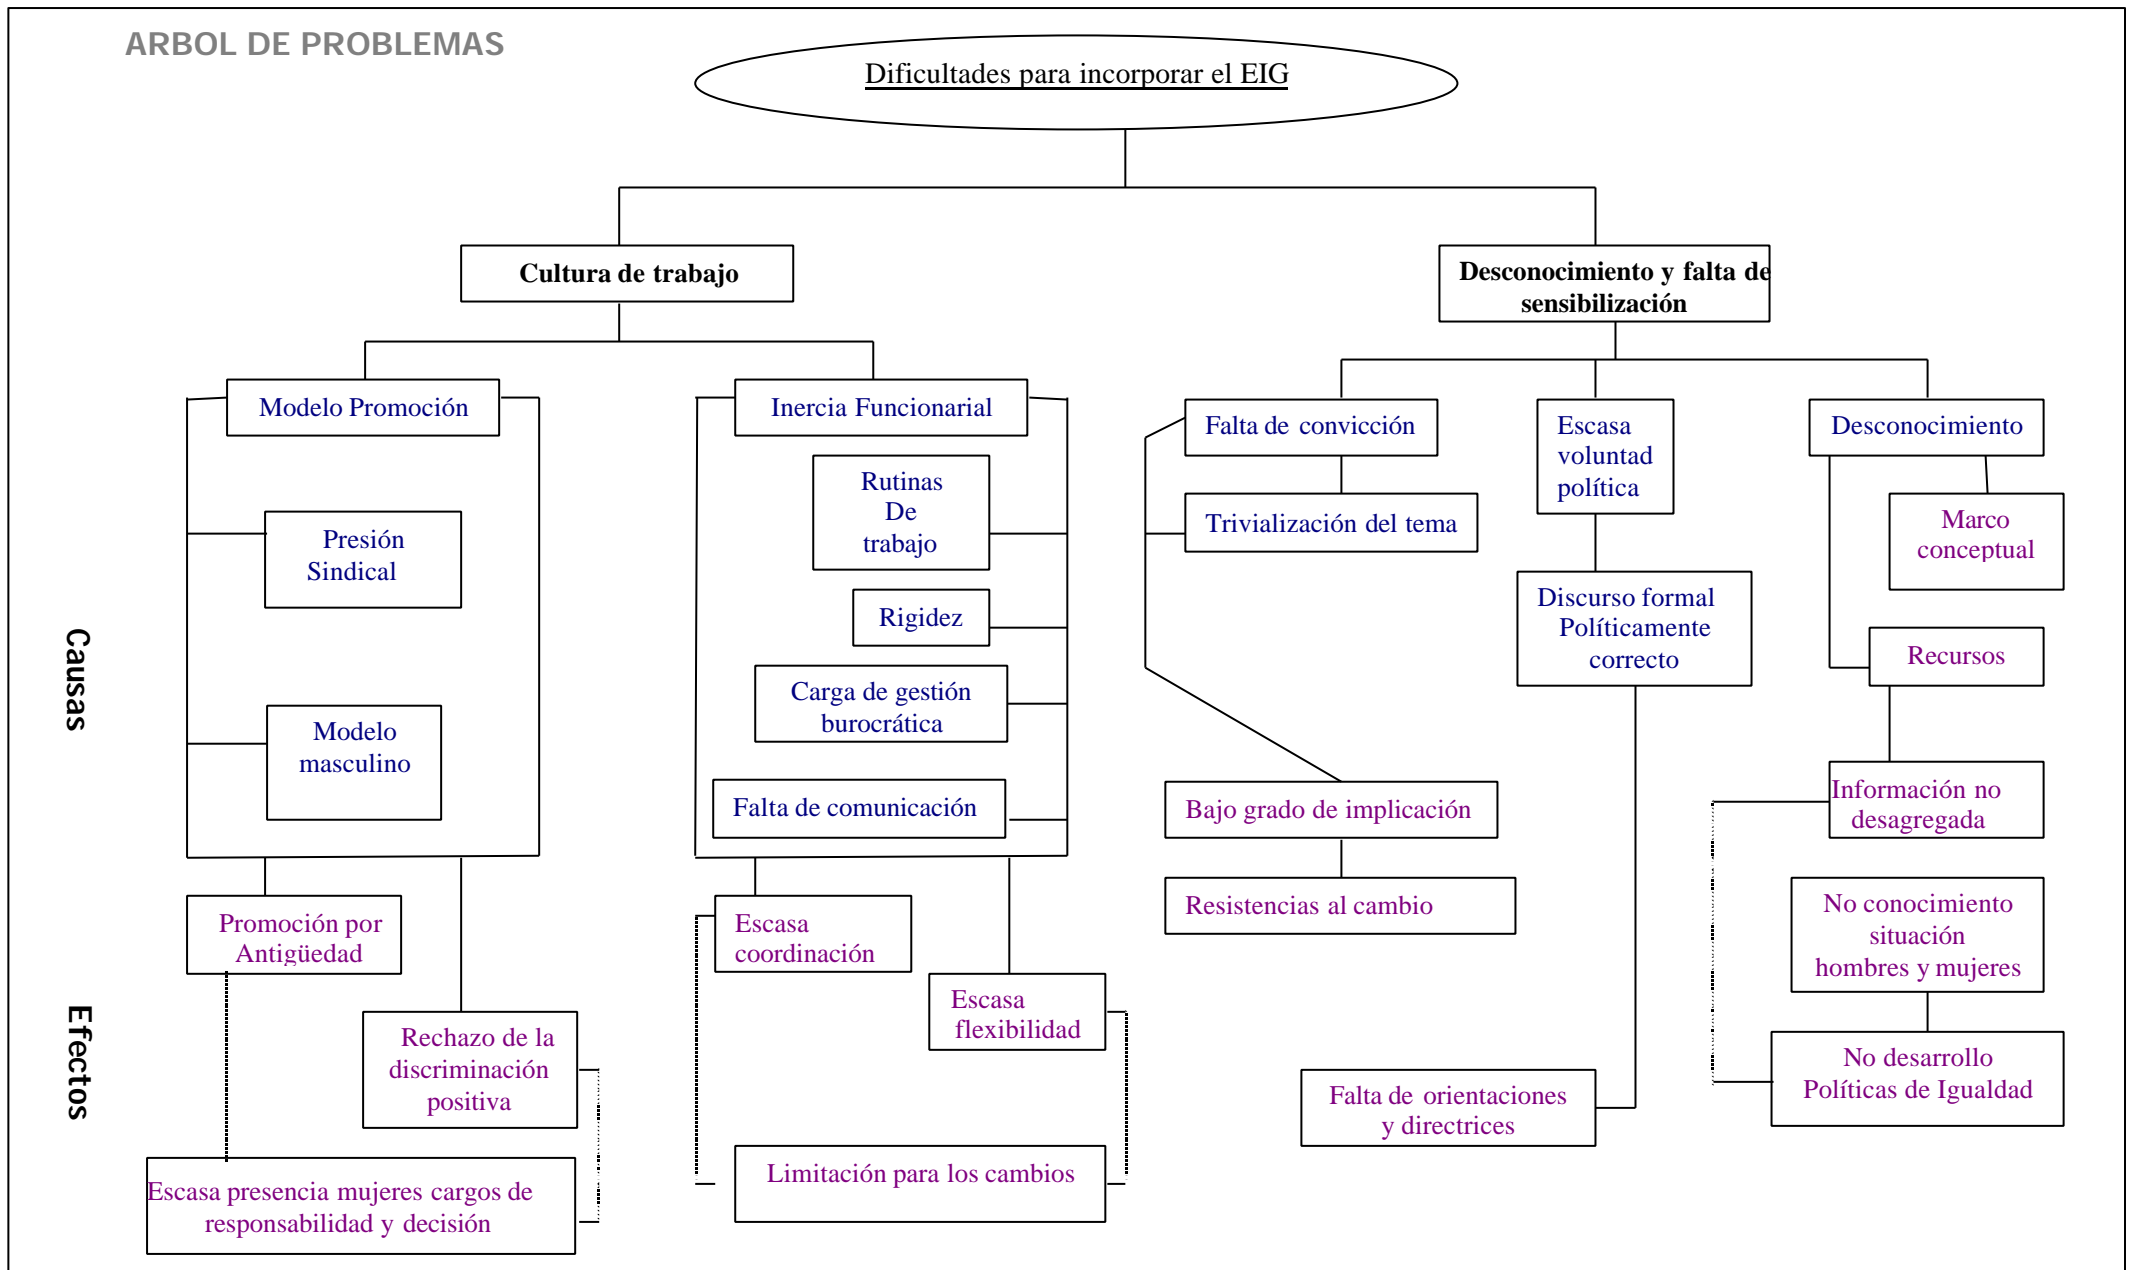 ARBOL DE PROBLEMAS
Dificultades para incorporar el EIG
Cultura de trabajo
Desconocimiento y falta de
sensibilización
Modelo Promoción
Presión
Sindical
Modelo
masculino
Inercia Funcionarial
Rutinas
De
trabajo
Rigidez
Carga de gestión
burocrática
Falta de comunicación
Falta de convicción
Trivialización del tema
Escasa
voluntad
política
Discurso formal
Políticamente
correcto
Desconocimiento
Marco
conceptual
Recursos
Causas
Bajo grado de implicación
Resistencias al cambio
Información no
desagregada
No conocimiento
situación
hombres y mujeres
No desarrollo
Políticas de Igualdad
Efectos
Promoción por
Antigüedad
Rechazo de la
discriminación
positiva
Escasa presencia mujeres cargos de
responsabilidad y decisión
Escasa
coordinación
Escasa
flexibilidad
Limitación para los cambios
Falta de orientaciones
y directrices